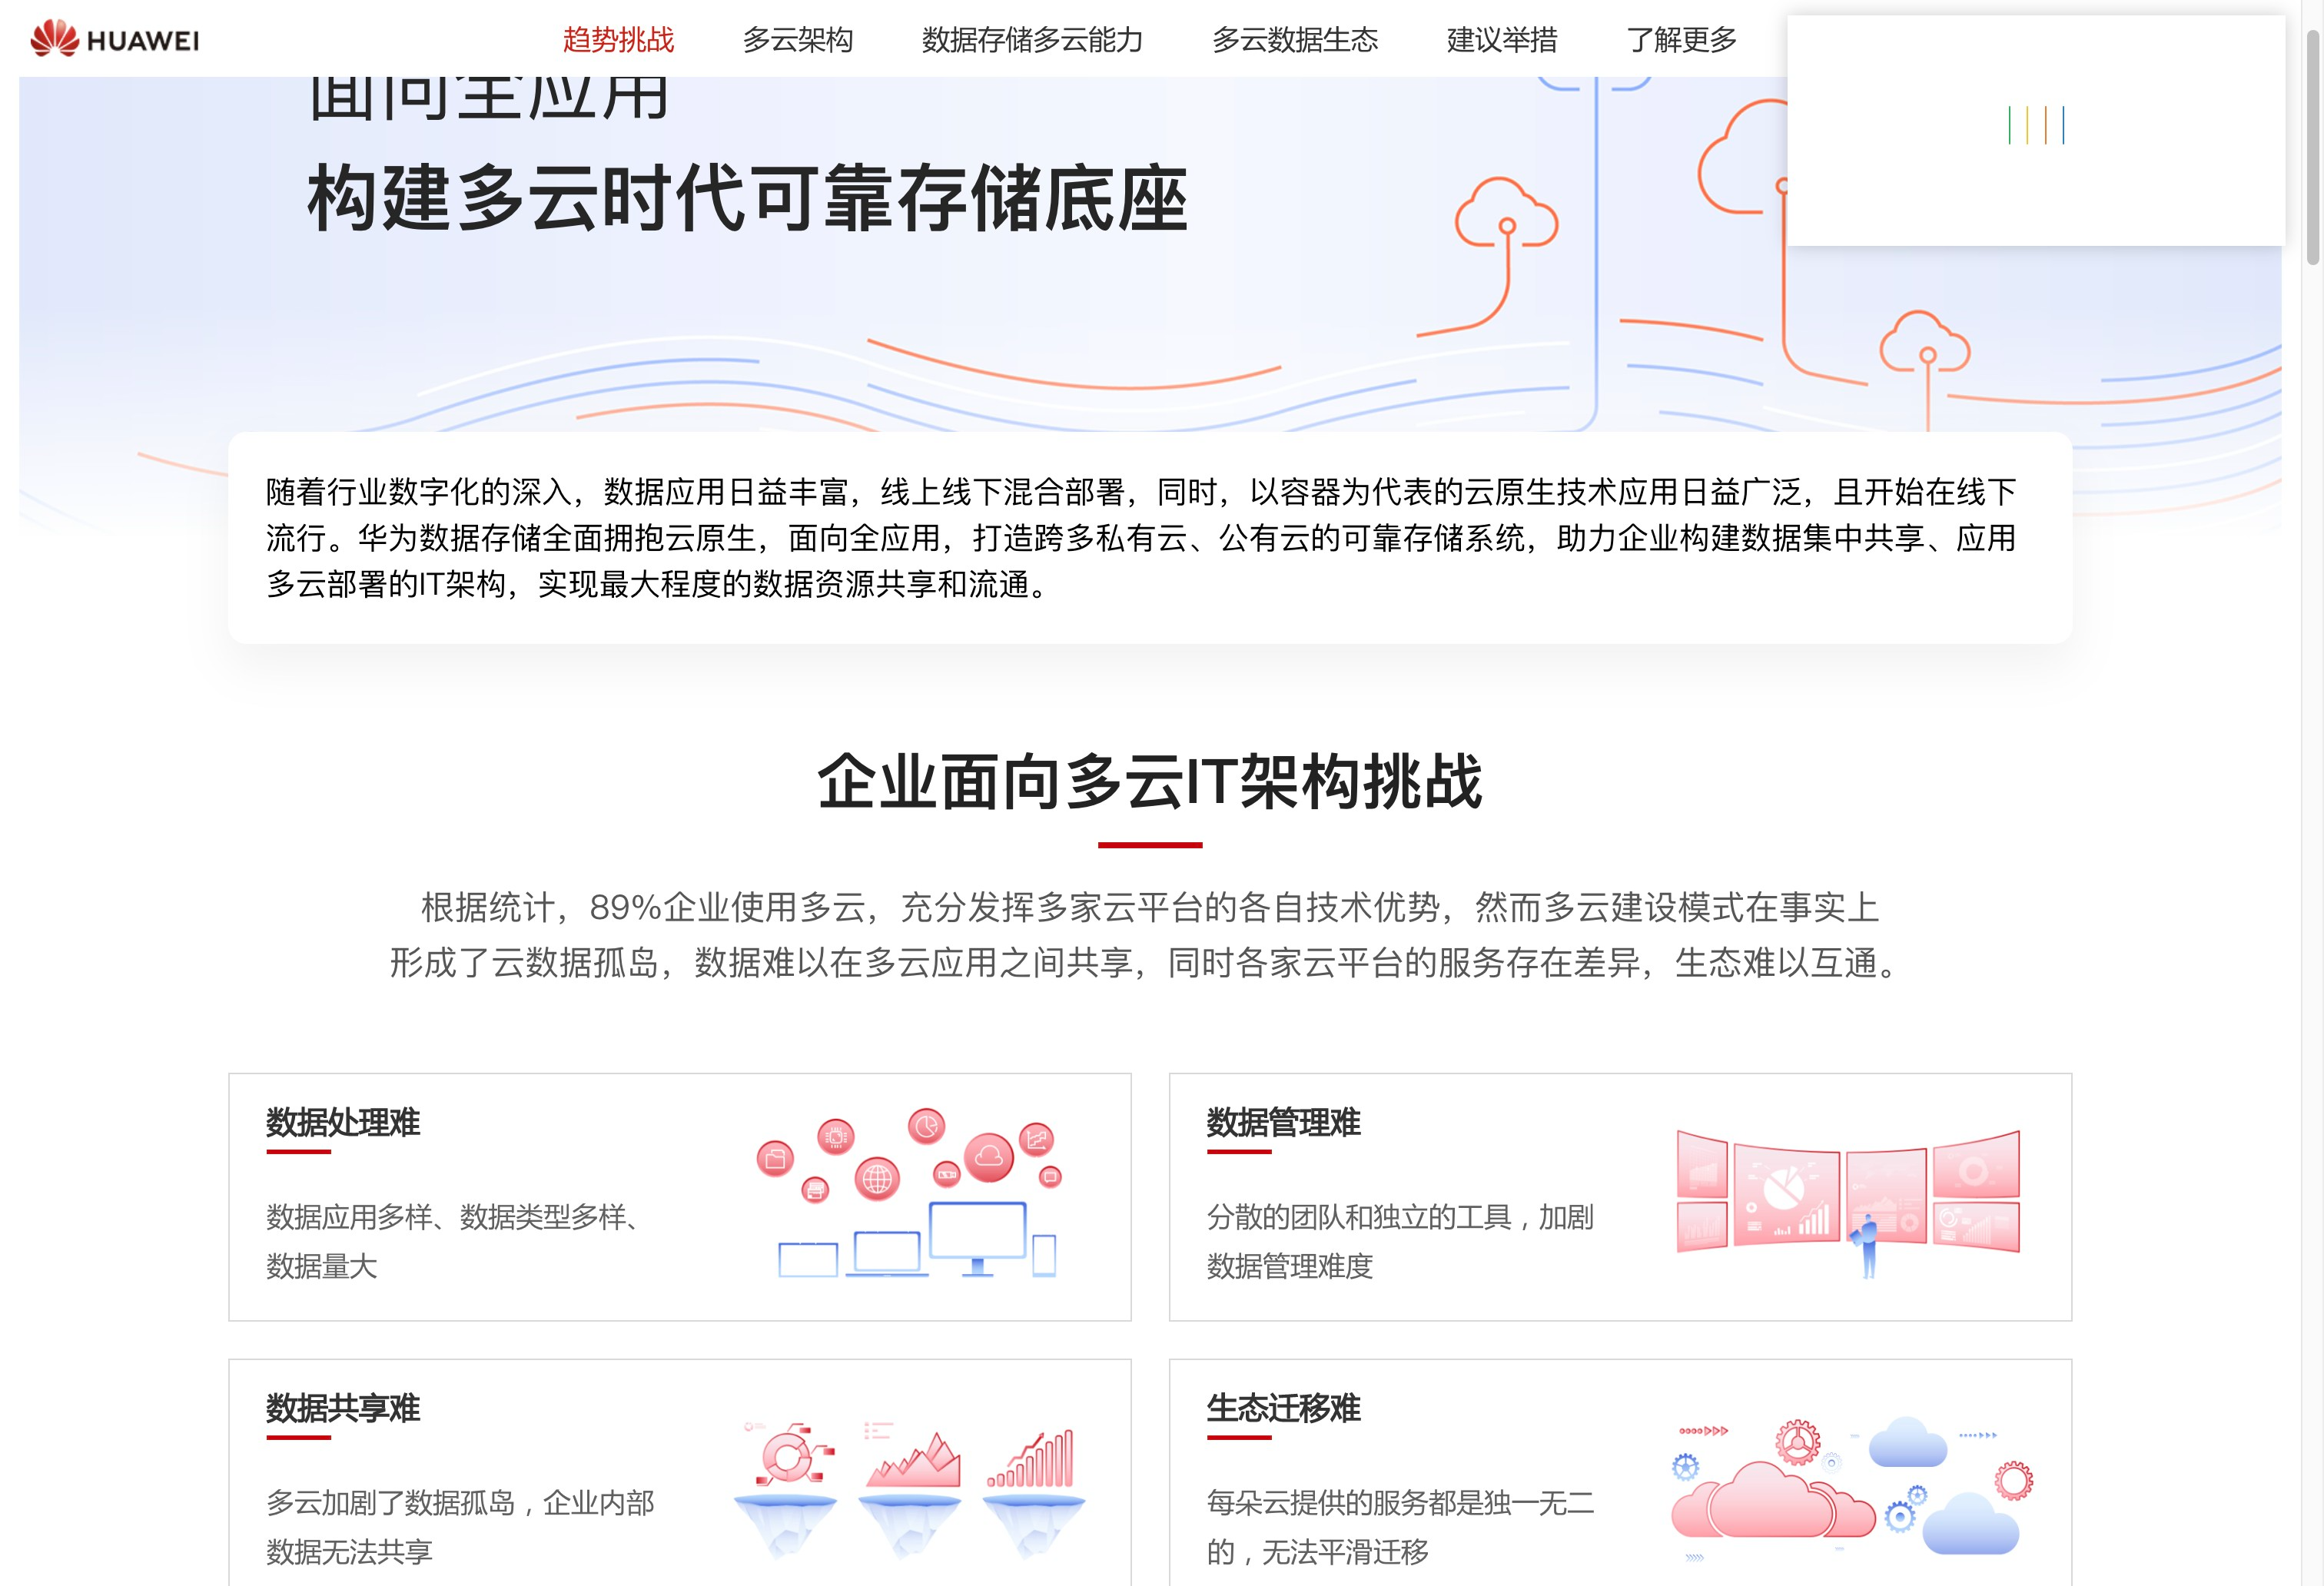 HUAWEI
趋势挑战 多云架构 数据存储多云能力 多云数据生态 建议举措 了解更多
面向全应用
构建多云时代可靠存储底座
随着行业数字化的深入，数据应用日益丰富，线上线下混合部署，同时，以容器为代表的云原生技术应用日益广泛，且开始在线下
流行。华为数据存储全面拥抱云原生，面向全应用，打造跨多私有云、公有云的可靠存储系统，助力企业构建数据集中共享、应用
多云部署的IT架构，实现最大程度的数据资源共享和流通。
企业面向多云IT架构挑战
根据统计，89%企业使用多云，充分发挥多家云平台的各自技术优势，然而多云建设模式在事实上
形成了云数据孤岛，数据难以在多云应用之间共享，同时各家云平台的服务存在差异，生态难以互通。
数据处理难
数据应用多样、数据类型多样、
数据量大
数据管理难
分散的团队和独立的工具，加剧
数据管理难度
数据共享难
多云加剧了数据孤岛，企业内部
数据无法共享
生态迁移难
每朵云提供的服务都是独一无二
的，无法平滑迁移